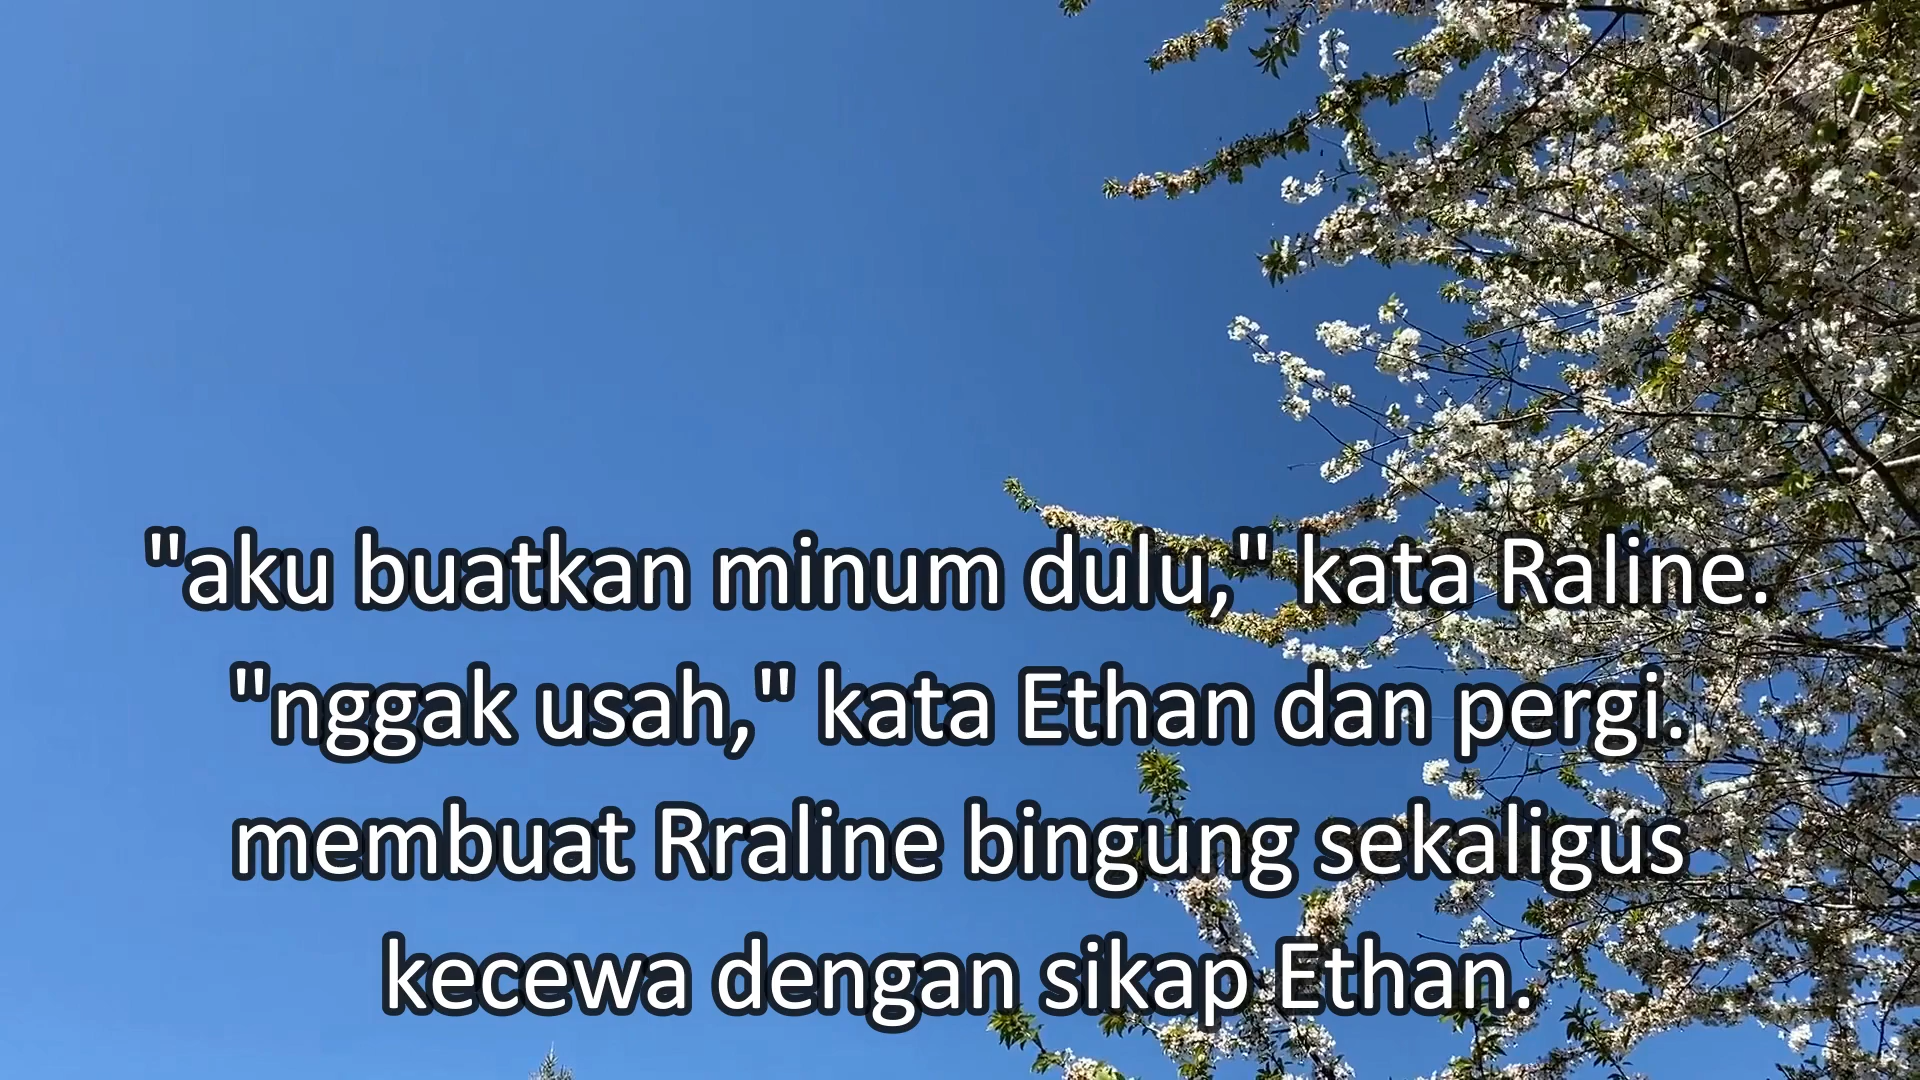 "aku buatkan minum dulu," kata Raline.
"nggak usah," kata Ethan dan pergi.
membuat Rraline bingung sekaligus
kecewa dengan sikap Ethan.